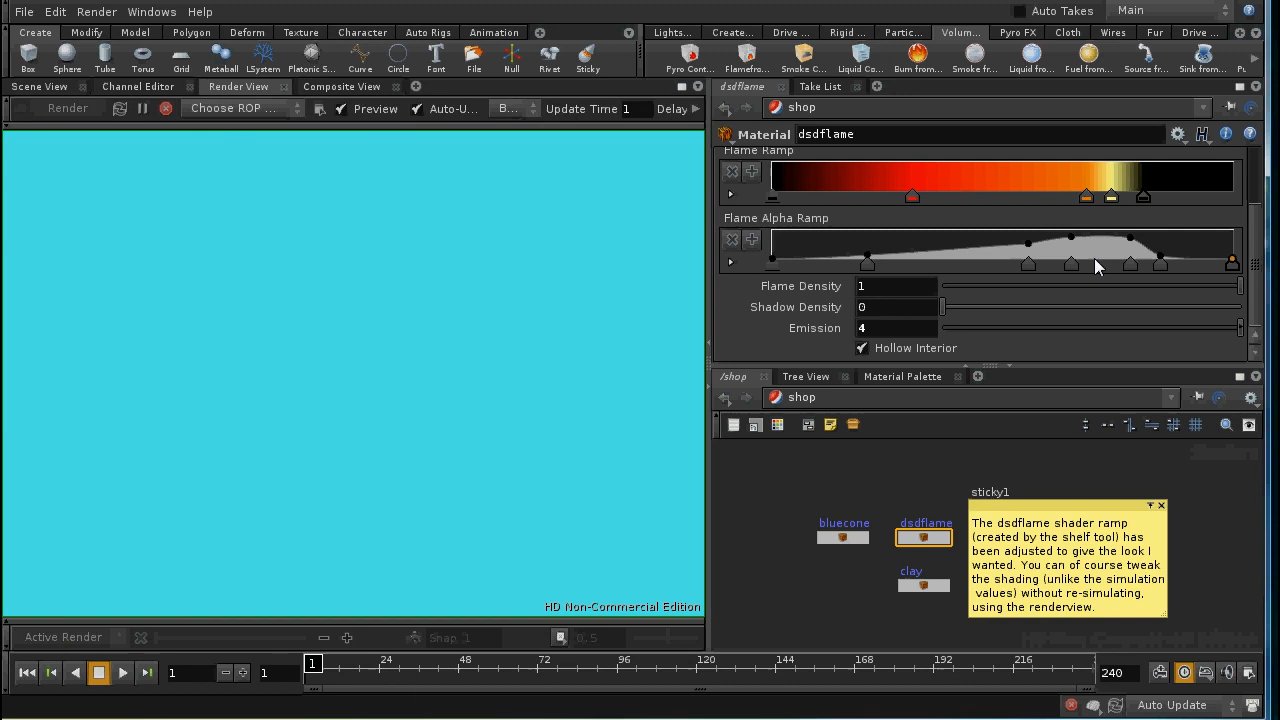 File Edit Render Windows Help Auto Takes Main
Create Modify Model Polygon Deform Texture Character Auto Rigs Animation Lights... Create... Drive ... Rigid ... Partic... Volum... Pyro FX Cloth Wires Fur Drive ...
Box Sphere Tube Torus Grid Metaball LSystem Platonic S... Curve Circle Font File Null Rivet Sticky Pyro Cont... Flamefro... Smoke C... Liquid Co... Burn from... Smoke fr... Liquid fro... Fuel from... Source fr... Sink from...
Scene View Channel Editor Render View Composite View dsdflame Take List
Render Choose ROP ... Preview Auto-U... B... Update Time 1 Delay shop
Material dsdflame
Flame Ramp
Flame Alpha Ramp
Flame Density 1
Shadow Density 0
Emission 4
Hollow Interior
/shop Tree View Material Palette
shop
sticky1
bluecone dsdflame
clay
The dsdflame shader ramp
(created by the shelf tool) has
been adjusted to give the look I
wanted. You can of course tweak
the shading (unlike the simulation
values) without re-simulating,
using the renderview.
HD Non-Commercial Edition
Active Render Snap 1 0.5
1 1 1 24 48 72 96 120 144 168 192 216 240
Auto Update